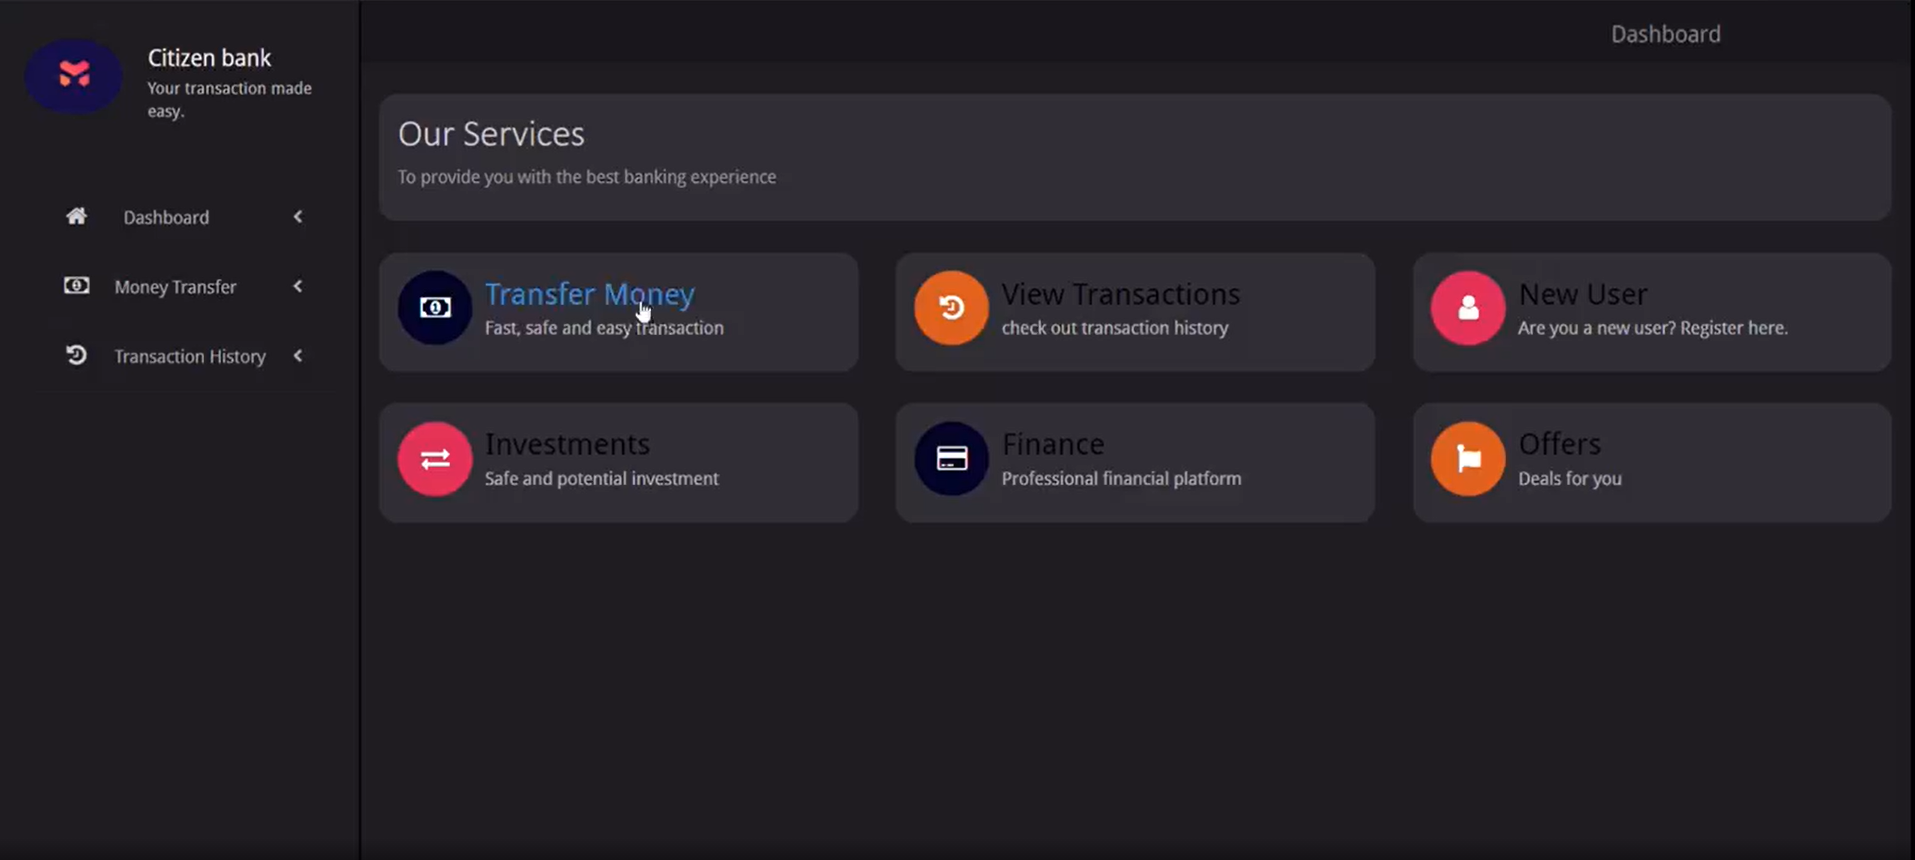 Citizen bank
Your transaction made
easy.
Dashboard
Money Transfer
Transaction History
Dashboard
Our Services
To provide you with the best banking experience
Transfer Money
Fast, safe and easy transaction
View Transactions
check out transaction history
New User
Are you a new user? Register here.
Investments
Safe and potential investment
Finance
Professional financial platform
Offers
Deals for you